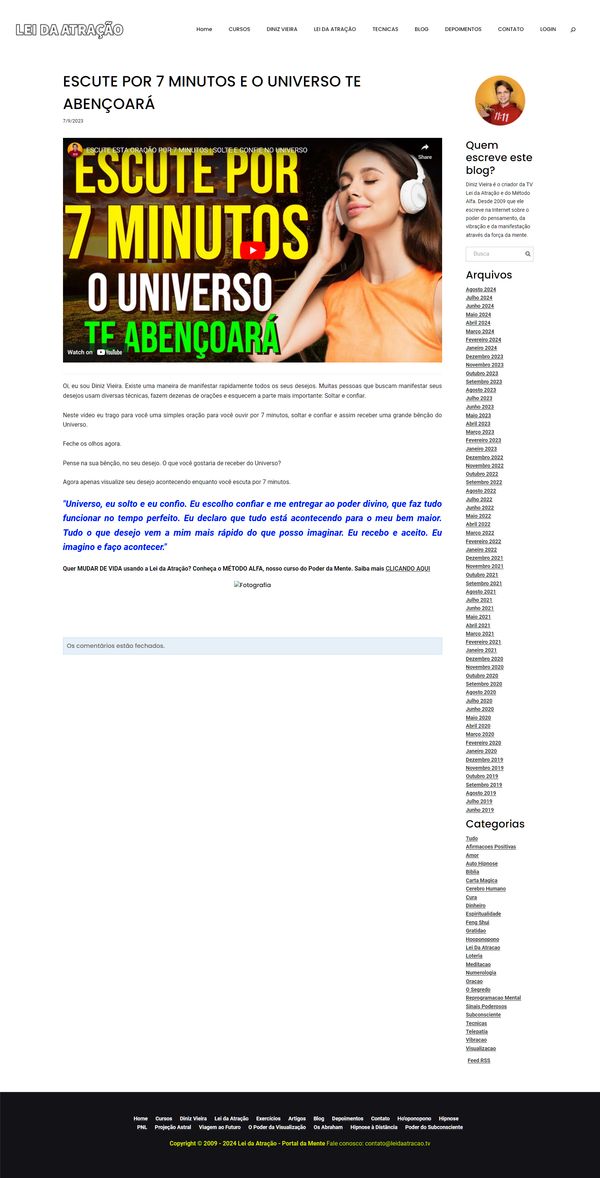 LEI DA ATRAÇÃO
Home CURSOS DINIZ VIEIRA LEI DA ATRAÇÃO TECNICAS BLOG DEPOIMENTOS CONTATO LOGIN
ESCUTE POR 7 MINUTOS E O UNIVERSO TE
ABENÇOARÁ
7/9/2023
ESCUTE ESTA ORAÇÃO POR 7 MINUTOS | SOLTE E CONFIE NO UNIVERSO
Share
ESCUTE POR
7 MINUTOS
O UNIVERSO
TE ABENÇOARÁ
Watch on YouTube
Oi, eu sou Diniz Vieira. Existe uma maneira de manifestar rapidamente todos os seus desejos. Muitas pessoas que buscam manifestar seus
desejos usam diversas técnicas, fazem dezenas de orações e esquecem a parte mais importante: Soltar e confiar.
Neste vídeo eu trago para você uma simples oração para você ouvir por 7 minutos, soltar e confiar e assim receber uma grande bênção do
Universo.
Feche os olhos agora.
Pense na sua bênção, no seu desejo. O que você gostaria de receber do Universo?
Agora apenas visualize seu desejo acontecendo enquanto você escuta por 7 minutos.
"Universo, eu solto e eu confio. Eu escolho confiar e me entregar ao poder divino, que faz tudo
funcionar no tempo perfeito. Eu declaro que tudo está acontecendo para o meu bem maior.
Tudo o que desejo vem a mim mais rápido do que posso imaginar. Eu recebo e aceito. Eu
imagino e faço acontecer."
Quer MUDAR DE VIDA usando a Lei da Atração? Conheça o MÉTODO ALFA, nosso curso do Poder da Mente. Saiba mais CLICANDO AQUI
Fotografia
Os comentários estão fechados.
11:11
Quem
escreve este
blog?
Diniz Vieira é o criador da TV
Lei da Atração e do Método
Alfa. Desde 2009 que ele
escreve na Internet sobre o
poder do pensamento, da
vibração e da manifestação
através da força da mente.
Busca
Arquivos
Agosto 2024
Julho 2024
Junho 2024
Maio 2024
Abril 2024
Março 2024
Fevereiro 2024
Janeiro 2024
Dezembro 2023
Novembro 2023
Outubro 2023
Setembro 2023
Agosto 2023
Julho 2023
Junho 2023
Maio 2023
Abril 2023
Março 2023
Fevereiro 2023
Janeiro 2023
Dezembro 2022
Novembro 2022
Outubro 2022
Setembro 2022
Agosto 2022
Julho 2022
Junho 2022
Maio 2022
Abril 2022
Março 2022
Fevereiro 2022
Janeiro 2022
Dezembro 2021
Novembro 2021
Outubro 2021
Setembro 2021
Agosto 2021
Julho 2021
Junho 2021
Maio 2021
Abril 2021
Março 2021
Fevereiro 2021
Janeiro 2021
Dezembro 2020
Novembro 2020
Outubro 2020
Setembro 2020
Agosto 2020
Julho 2020
Junho 2020
Maio 2020
Abril 2020
Março 2020
Fevereiro 2020
Janeiro 2020
Dezembro 2019
Novembro 2019
Outubro 2019
Setembro 2019
Agosto 2019
Julho 2019
Junho 2019
Categorias
Tudo
Afirmacoes Positivas
Amor
Auto Hipnose
Biblia
Carta Magica
Cerebro Humano
Cura
Dinheiro
Espiritualidade
Feng Shui
Gratidao
Hooponopono
Lei Da Atracao
Loteria
Meditacao
Numerologia
Oracao
O Segredo
Reprogramacao Mental
Sinais Poderosos
Subconsciente
Tecnicas
Telepatia
Vibracao
Visualizacao
Feed RSS
Home Cursos Diniz Vieira Lei da Atração Exercícios Artigos Blog Depoimentos Contato Ho'oponopono Hipnose
PNL Projeção Astral Viagem ao Futuro O Poder da Visualização Os Abraham Hipnose à Distância Poder do Subconsciente
Copyright © 2009 - 2024 Lei da Atração - Portal da Mente Fale conosco: contato@leidaatracao.tv